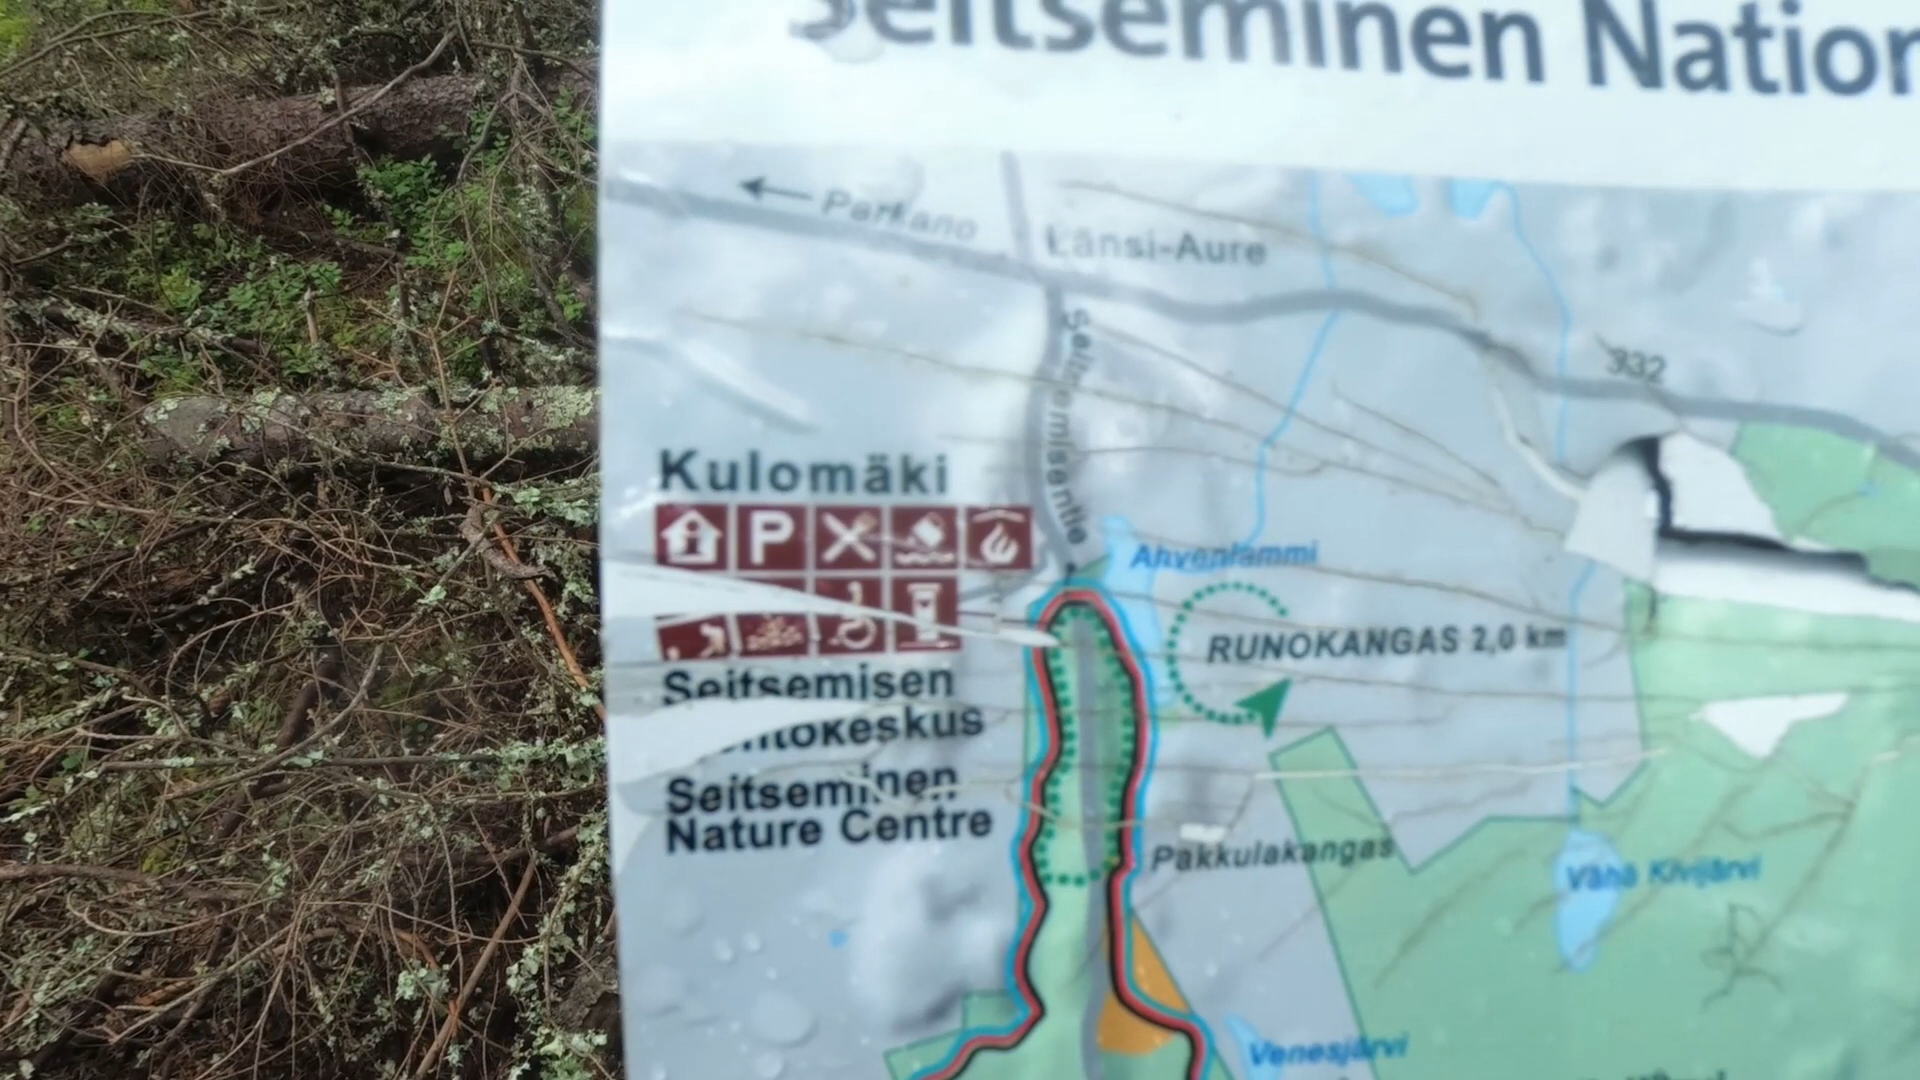 Seitseminen Nation
Parkano
Länsi-Aure
Seitsemisentie
332
Kulomäki
P
Ahvenlammi
RUNOKANGAS 2,0 km
Seitsemisen
ntokeskus
Seitseminen
Nature Centre
Pakkulakangas
Vähä Kivijärvi
Venesjärvi